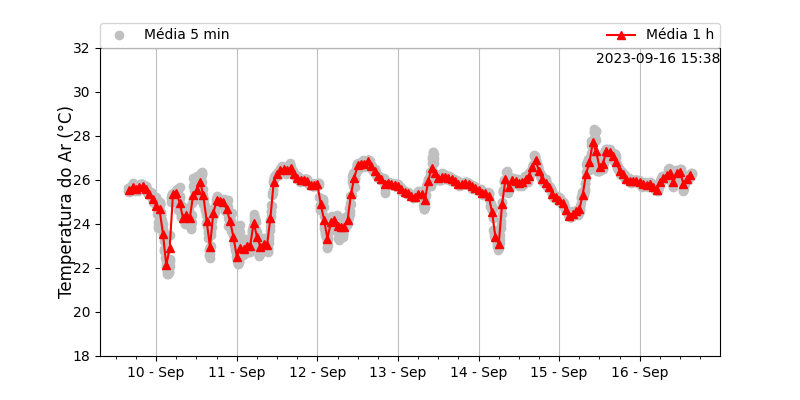 Média 5 min
Média 1 h
2023-09-16 15:38
Temperatura do Ar (°C)
32
30
28
26
24
22
20
18
10 - Sep
11 - Sep
12 - Sep
13 - Sep
14 - Sep
15 - Sep
16 - Sep